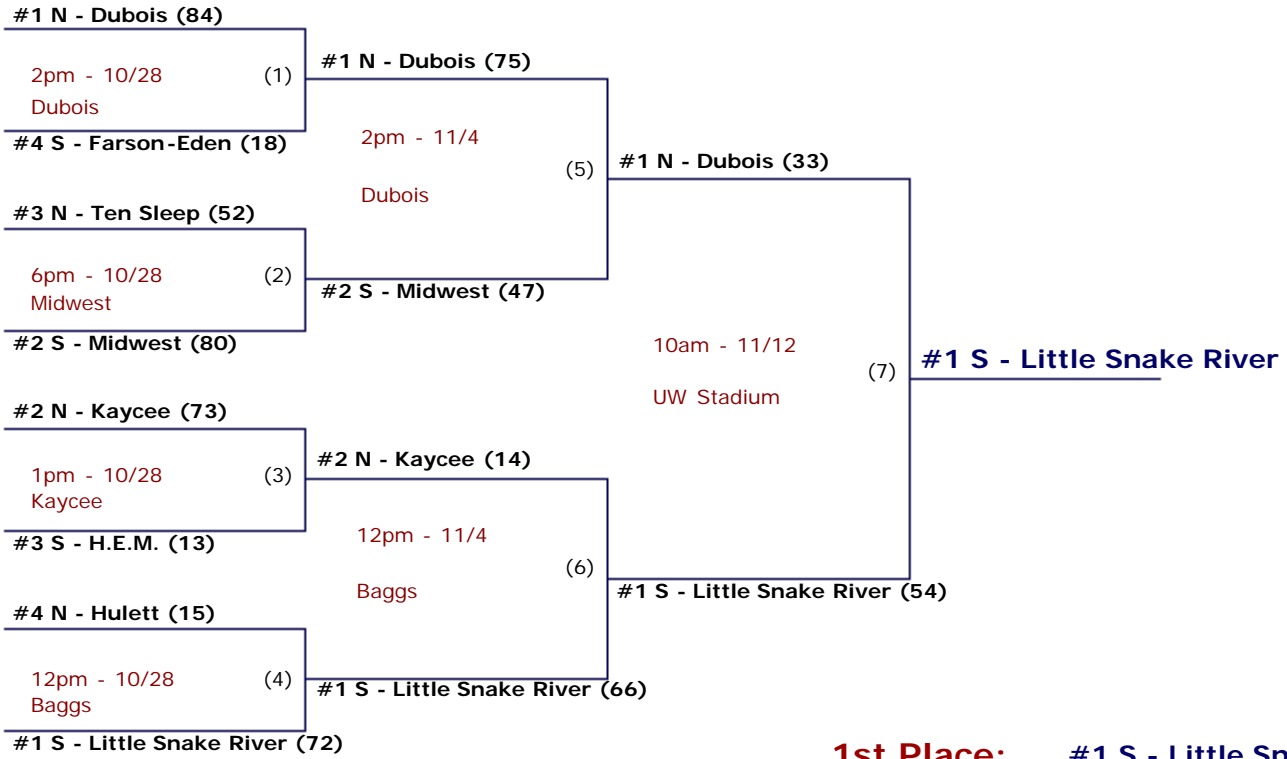 #1 N - Dubois (84)
2pm - 10/28
(1)
Dubois
#4 S - Farson-Eden (18)
#1 N - Dubois (75)
2pm - 11/4
(5)
Dubois
#3 N - Ten Sleep (52)
6pm - 10/28
(2)
Midwest
#2 S - Midwest (80)
#2 S - Midwest (47)
#1 N - Dubois (33)
10am - 11/12
(7)
UW Stadium
#1 S - Little Snake River
#2 N - Kaycee (73)
1pm - 10/28
(3)
Kaycee
#3 S - H.E.M. (13)
#2 N - Kaycee (14)
12pm - 11/4
(6)
Baggs
#1 S - Little Snake River (54)
#4 N - Hulett (15)
12pm - 10/28
(4)
Baggs
#1 S - Little Snake River (72)
#1 S - Little Snake River (66)
1st Place: #1 S - Little Sn